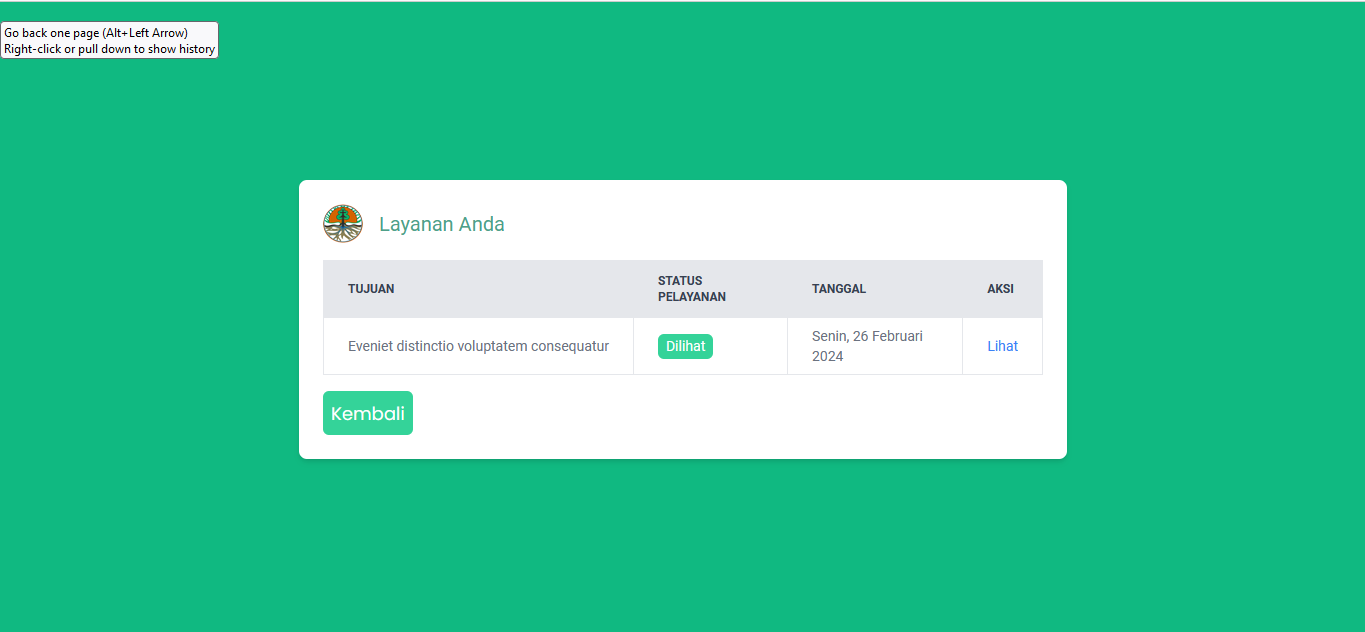 Go back one page (Alt+Left Arrow)
Right-click or pull down to show history
Layanan Anda
TUJUAN
STATUS
PELAYANAN
TANGGAL
AKSI
Eveniet distinctio voluptatem consequatur
Dilihat
Senin, 26 Februari
2024
Lihat
Kembali